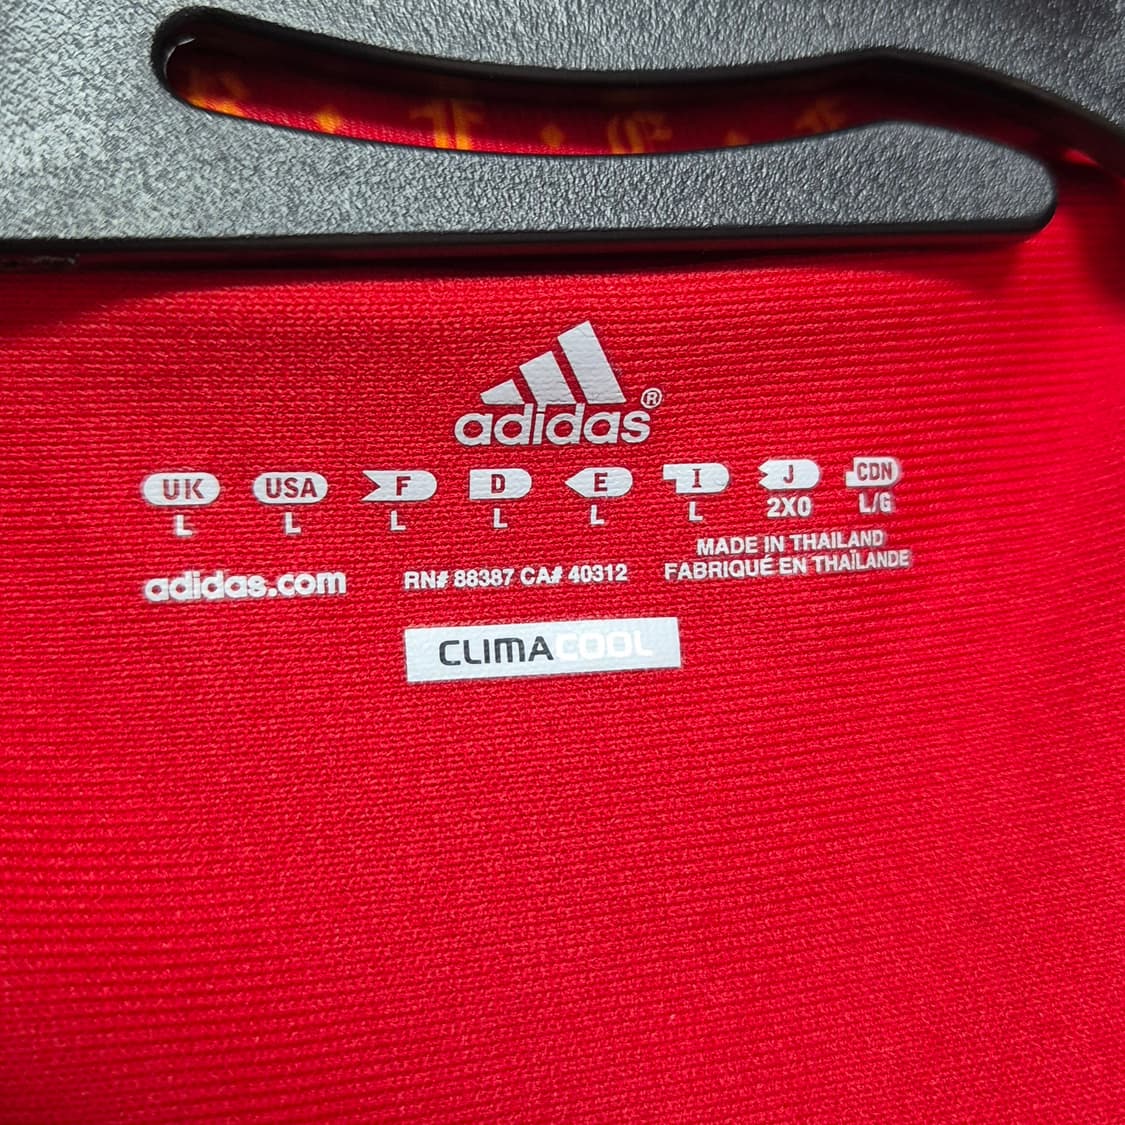 adidas®
UK USA F D E I J CDN
L L L L L L 2XO L/G
adidas.com RN# 88387 CA# 40312 MADE IN THAILAND
FABRIQUÉ EN THAÏLANDE
CLIMACOOL